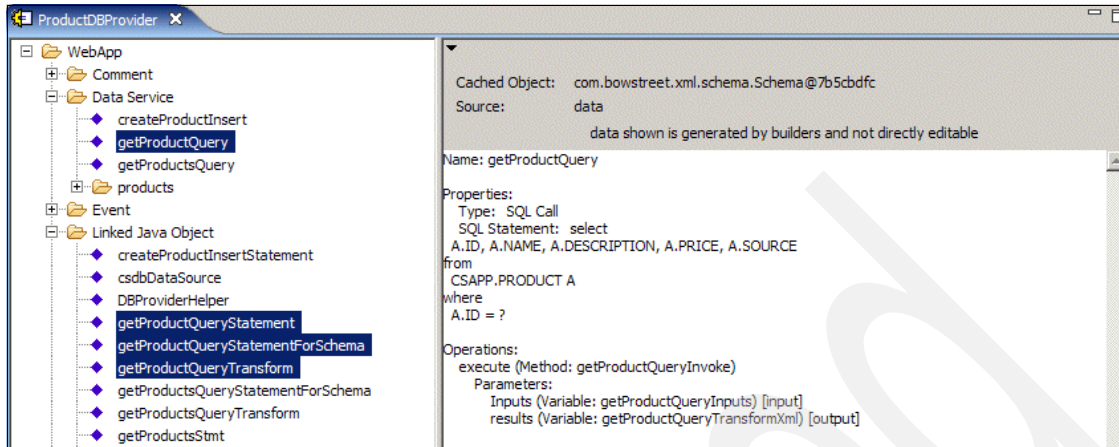 ProductDBProvider
WebApp
Comment
Data Service
createProductInsert
getProductQuery
getProductsQuery
products
Event
Linked Java Object
createProductInsertStatement
csdbDataSource
DBProviderHelper
getProductQueryStatement
getProductQueryStatementForSchema
getProductQueryTransform
getProductsQueryStatementForSchema
getProductsQueryTransform
getProductsStmt
Cached Object: com.bowstreet.xml.schema.Schema@7b5cbdfc
Source: data
data shown is generated by builders and not directly editable
Name: getProductQuery
Properties:
Type: SQL Call
SQL Statement: select
A.ID, A.NAME, A.DESCRIPTION, A.PRICE, A.SOURCE
from
CSAPP.PRODUCT A
where
A.ID = ?
Operations:
execute (Method: getProductQueryInvoke)
Parameters:
Inputs (Variable: getProductQueryInputs) [input]
results (Variable: getProductQueryTransformXml) [output]